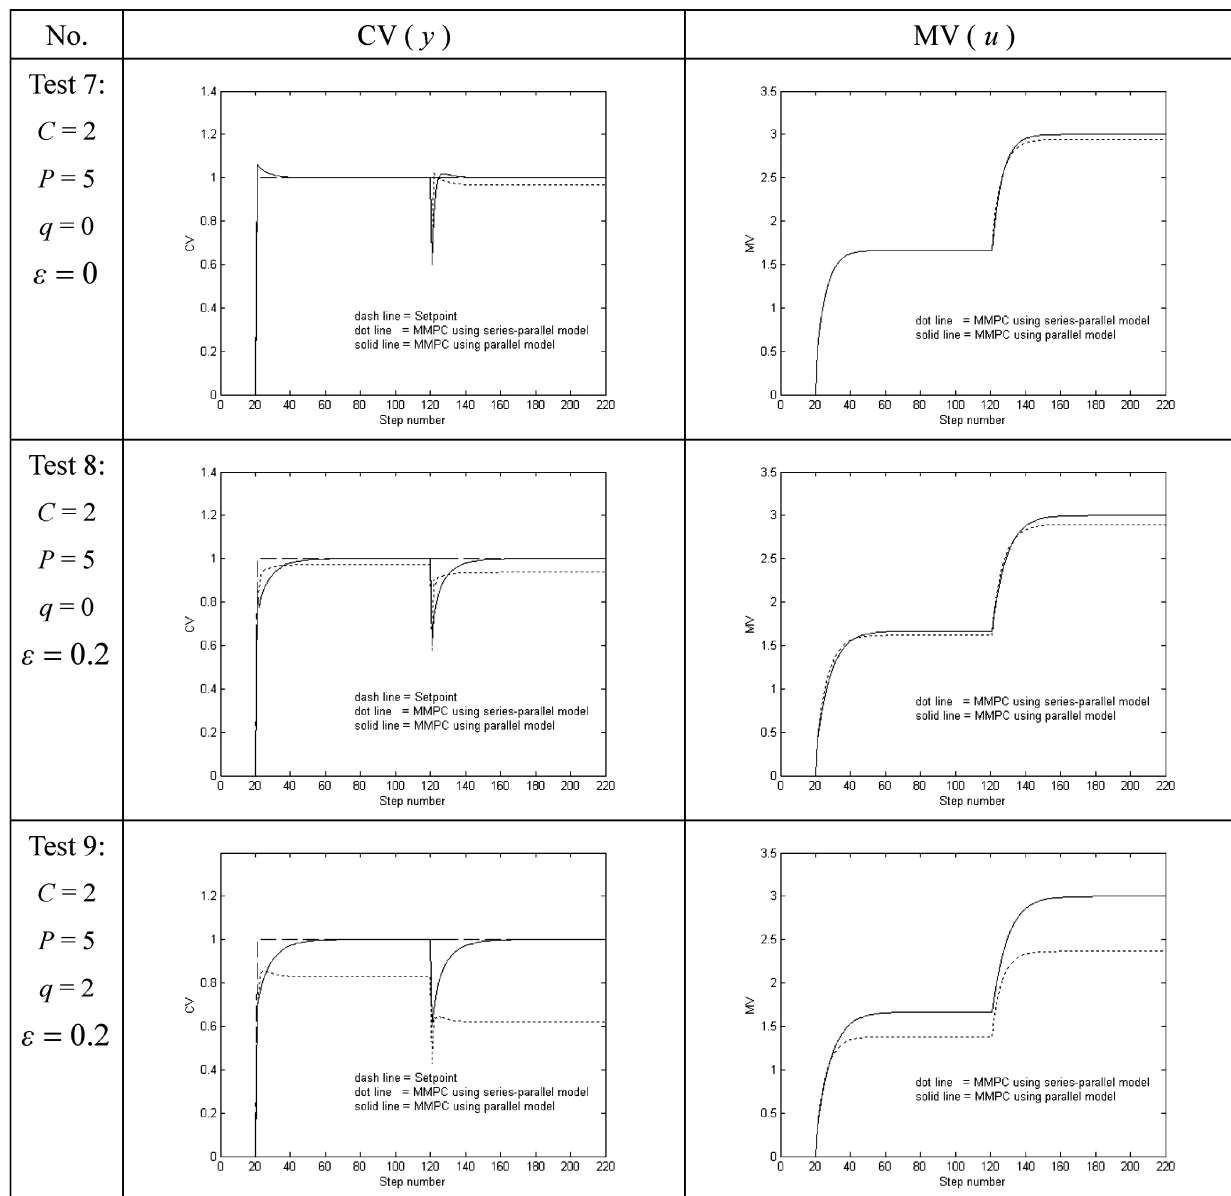 No.
CV ( y )
MV ( u )
Test 7:
C = 2
P = 5
q = 0
ε = 0
1.4
1.2
1
0.8
0.6
0.4
0.2
0
CV
dash line = Setpoint
dot line = MMPC using series-parallel model
solid line = MMPC using parallel model
0 20 40 60 80 100 120 140 160 180 200 220
Step number
3.5
3
2.5
2
1.5
1
0.5
0
MV
dot line = MMPC using series-parallel model
solid line = MMPC using parallel model
0 20 40 60 80 100 120 140 160 180 200 220
Step number
Test 8:
C = 2
P = 5
q = 0
ε = 0.2
1.4
1.2
1
0.8
0.6
0.4
0.2
0
CV
dash line = Setpoint
dot line = MMPC using series-parallel model
solid line = MMPC using parallel model
0 20 40 60 80 100 120 140 160 180 200 220
Step number
3.5
3
2.5
2
1.5
1
0.5
0
MV
dot line = MMPC using series-parallel model
solid line = MMPC using parallel model
0 20 40 60 80 100 120 140 160 180 200 220
Step number
Test 9:
C = 2
P = 5
q = 2
ε = 0.2
1.2
1
0.8
0.6
0.4
0.2
0
CV
dash line = Setpoint
dot line = MMPC using series-parallel model
solid line = MMPC using parallel model
0 20 40 60 80 100 120 140 160 180 200 220
Step number
3.5
3
2.5
2
1.5
1
0.5
0
MV
dot line = MMPC using series-parallel model
solid line = MMPC using parallel model
0 20 40 60 80 100 120 140 160 180 200 220
Step number